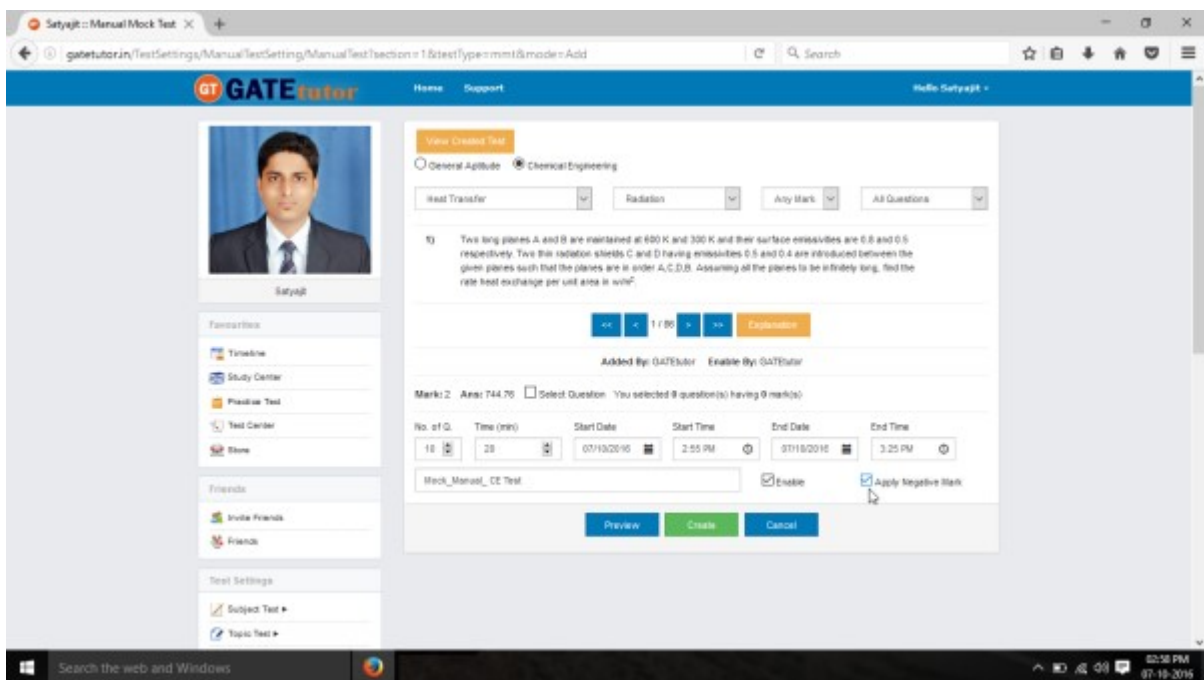 Satyajit :: Manual Mock Test
gatetutor.in/TestSettings/ManualTestSetting/ManualTest?section=1&testType=mmt&mode=Add
Search
GT GATEtutor
Home Support Hello Satyajit
View Created Test
General Aptitude Chemical Engineering
Heat Transfer Radiation Any Mark All Questions
1) Two long planes A and B are maintained at 600 K and 300 K and their surface emissivities are 0.8 and 0.5
respectively. Two thin radiation shields C and D having emissivities 0.5 and 0.4 are introduced between the
given planes such that the planes are in order A,C,D,B. Assuming all the planes to be infinitely long, find the
rate heat exchange per unit area in w/m².
<< < 1 / 86 > >> Explanation
Added By: GATEtutor Enable By: GATEtutor
Mark: 2 Ans: 744.76 Select Question You selected 0 question(s) having 0 mark(s)
No. of Q. Time (min) Start Date Start Time End Date End Time
10 20 07/10/2016 2:55 PM 07/10/2016 3:25 PM
Mock_Manual_ CE Test Enable Apply Negative Mark
Preview Create Cancel
Satyajit
Favourites
Timeline
Study Center
Practice Test
Test Center
Store
Friends
Invite Friends
Friends
Test Settings
Subject Test
Topic Test
Search the web and Windows
02:58 PM
07-10-2016